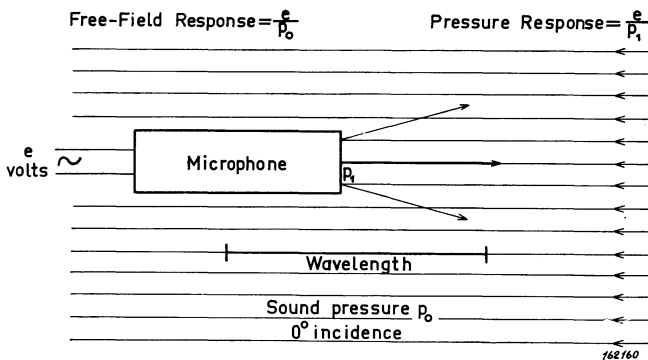 Free-Field Response = e/p₀
Pressure Response = e/p₁
e
volts
Microphone
p₁
Wavelength
Sound pressure p₀
0° incidence
162160